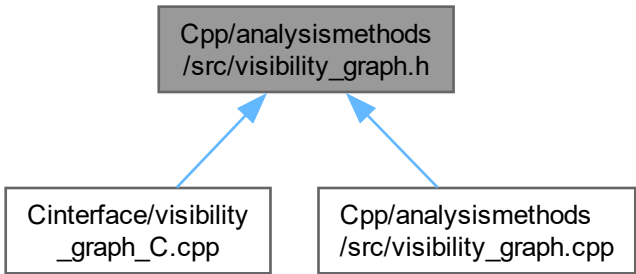 Cpp/analysismethods
/src/visibility_graph.h
Cinterface/visibility
_graph_C.cpp
Cpp/analysismethods
/src/visibility_graph.cpp